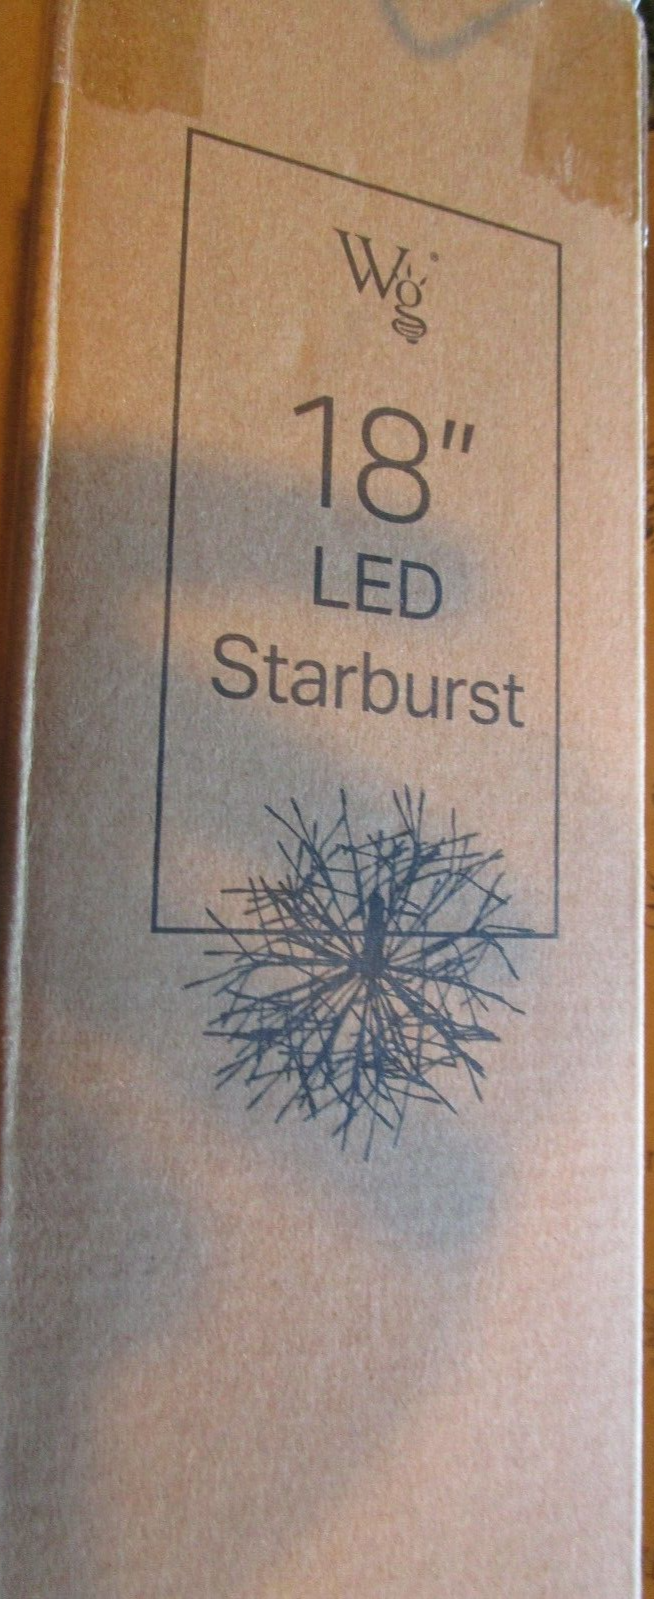 Wg
18"
LED
Starburst